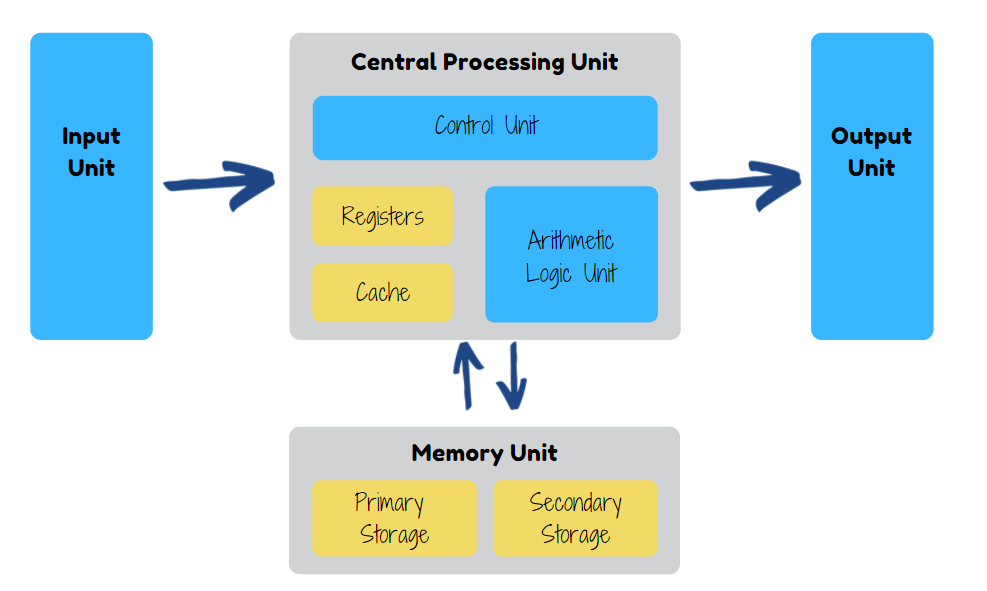 Central Processing Unit
Control Unit
Input
Unit
Output
Unit
Registers
Arithmetic
Logic Unit
Cache
Memory Unit
Primary
Storage
Secondary
Storage